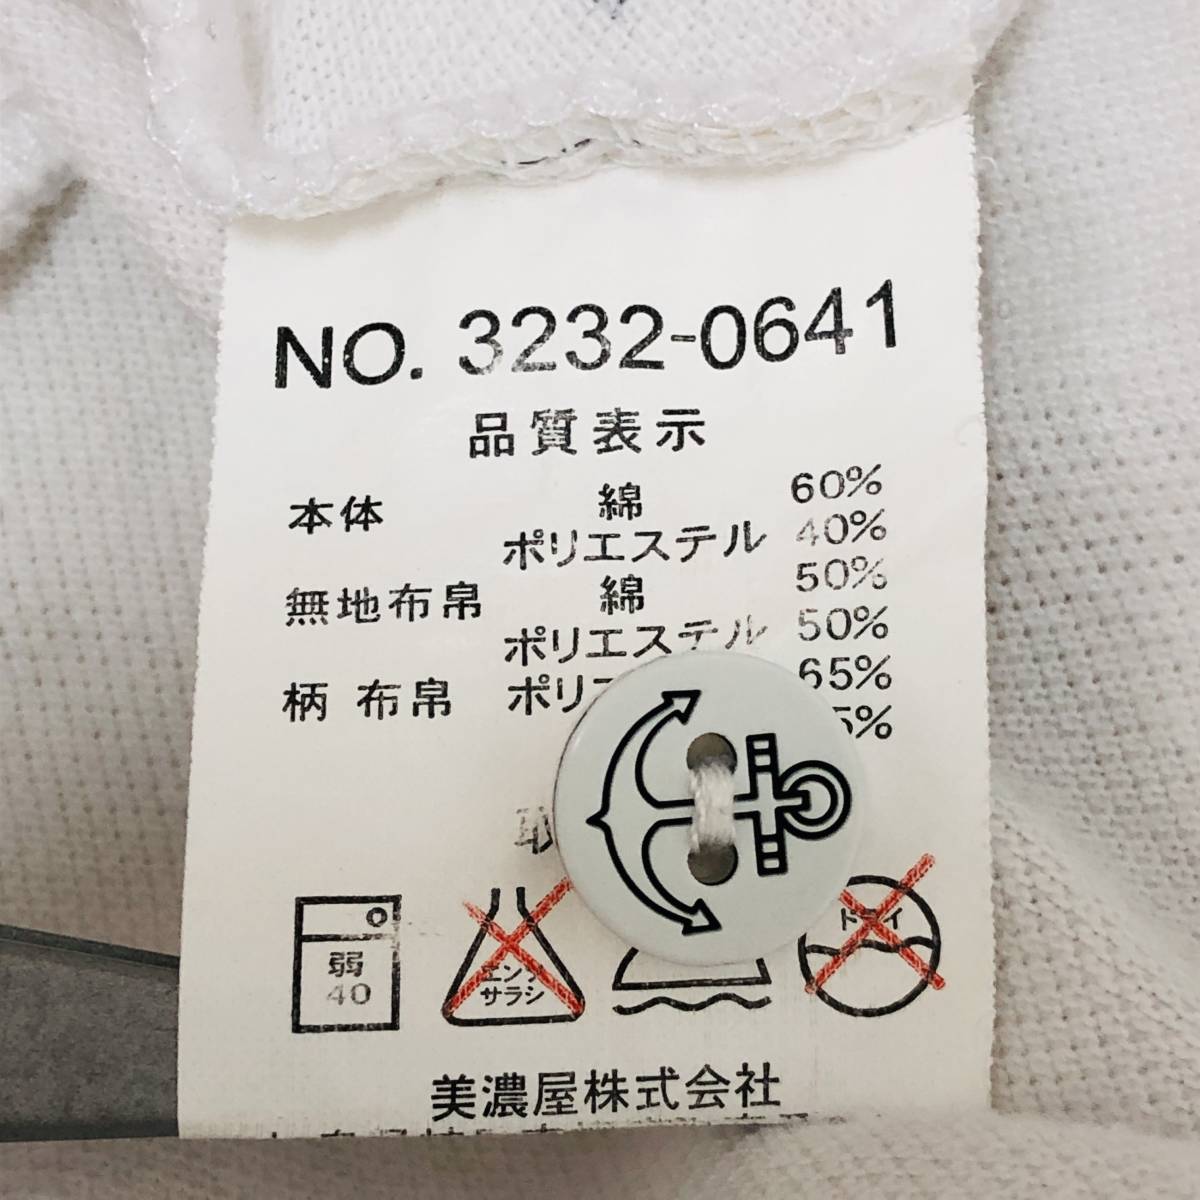 NO. 3232-0641
品質表示
本体 綿 60%
ポリエステル 40%
無地布帛 綿 50%
ポリエステル 50%
柄 布帛 ポリ 65%
5%
取
弱
40
エンソ
サラシ
ドライ
美濃屋株式会社